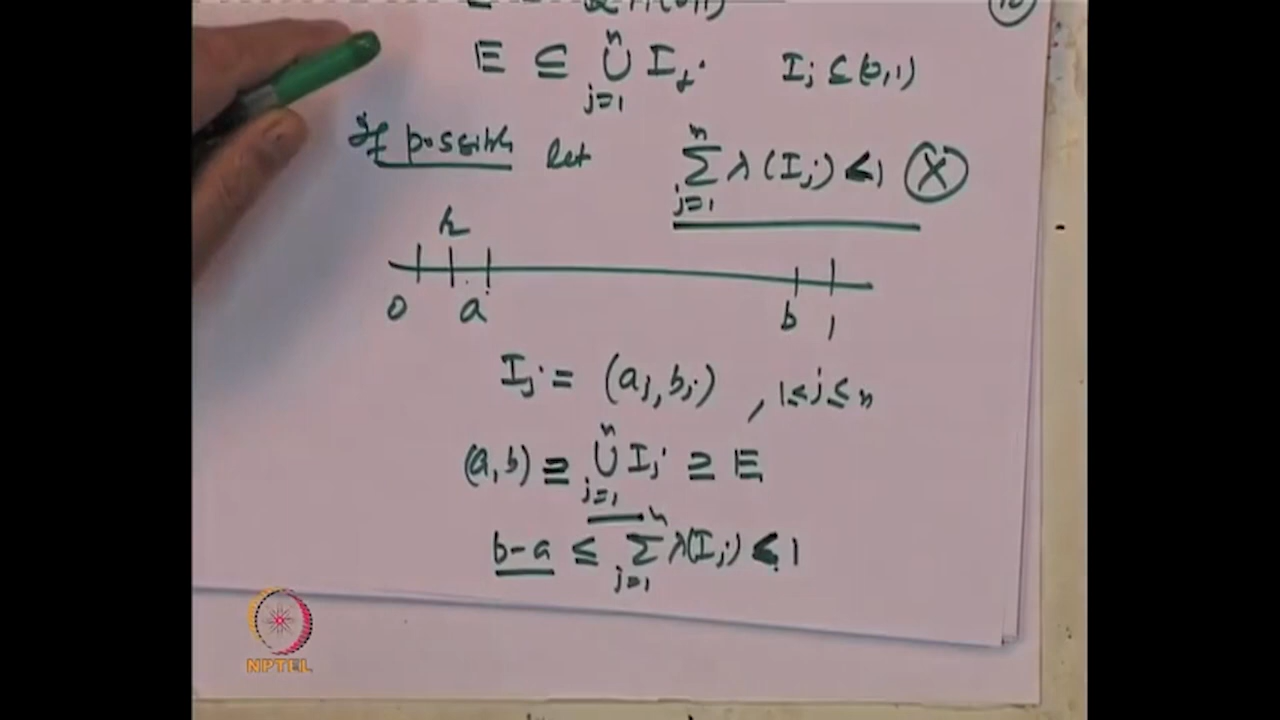 E ⊆ ⋃_{j=1}^{n} I_j. I_j ⊆ (0,1)
If possible let ∑_{j=1}^{n} λ(I_j) < 1 ⓧ
r
0 a b 1
I_j = (a_j, b_j) , 1≤j≤n
(a,b) ⊇ ⋃_{j=1}^{n} I_j ⊇ E
b-a ≤ ∑_{j=1}^{n} λ(I_j) < 1
NPTEL